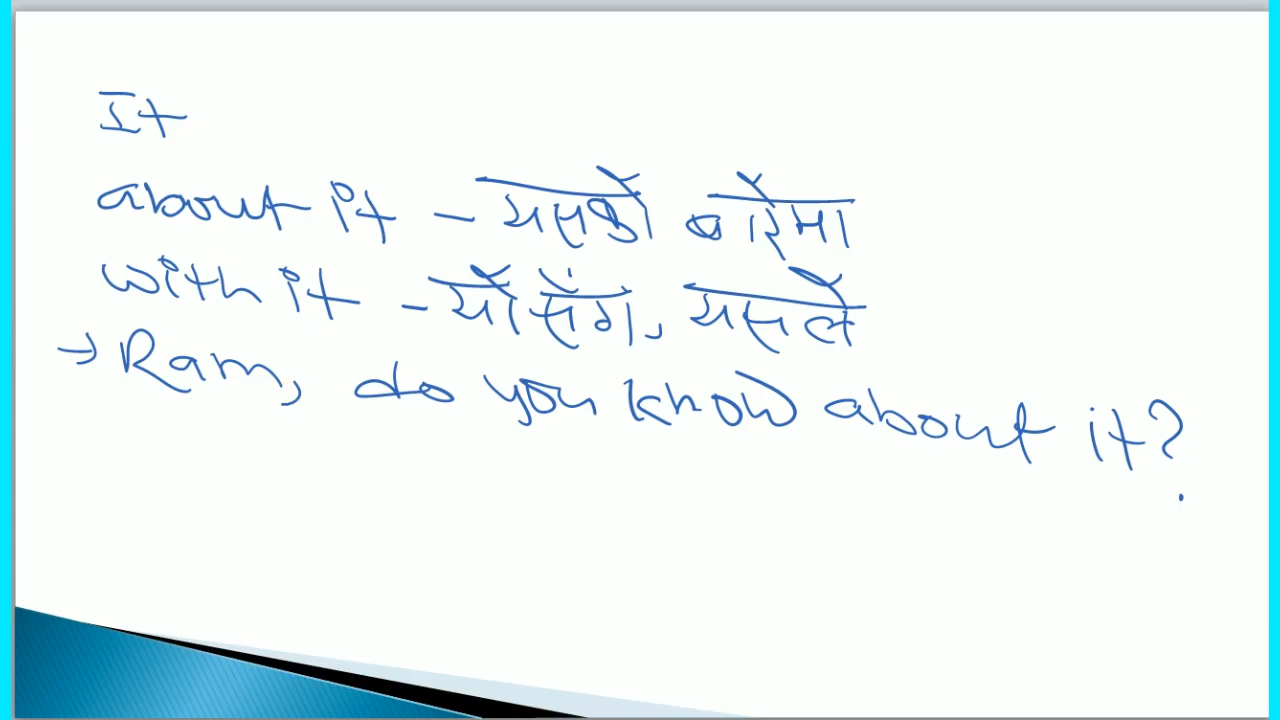 It
about it - यसको बारेमा
with it - यो सँग, यसले
→ Ram, do you know about it?